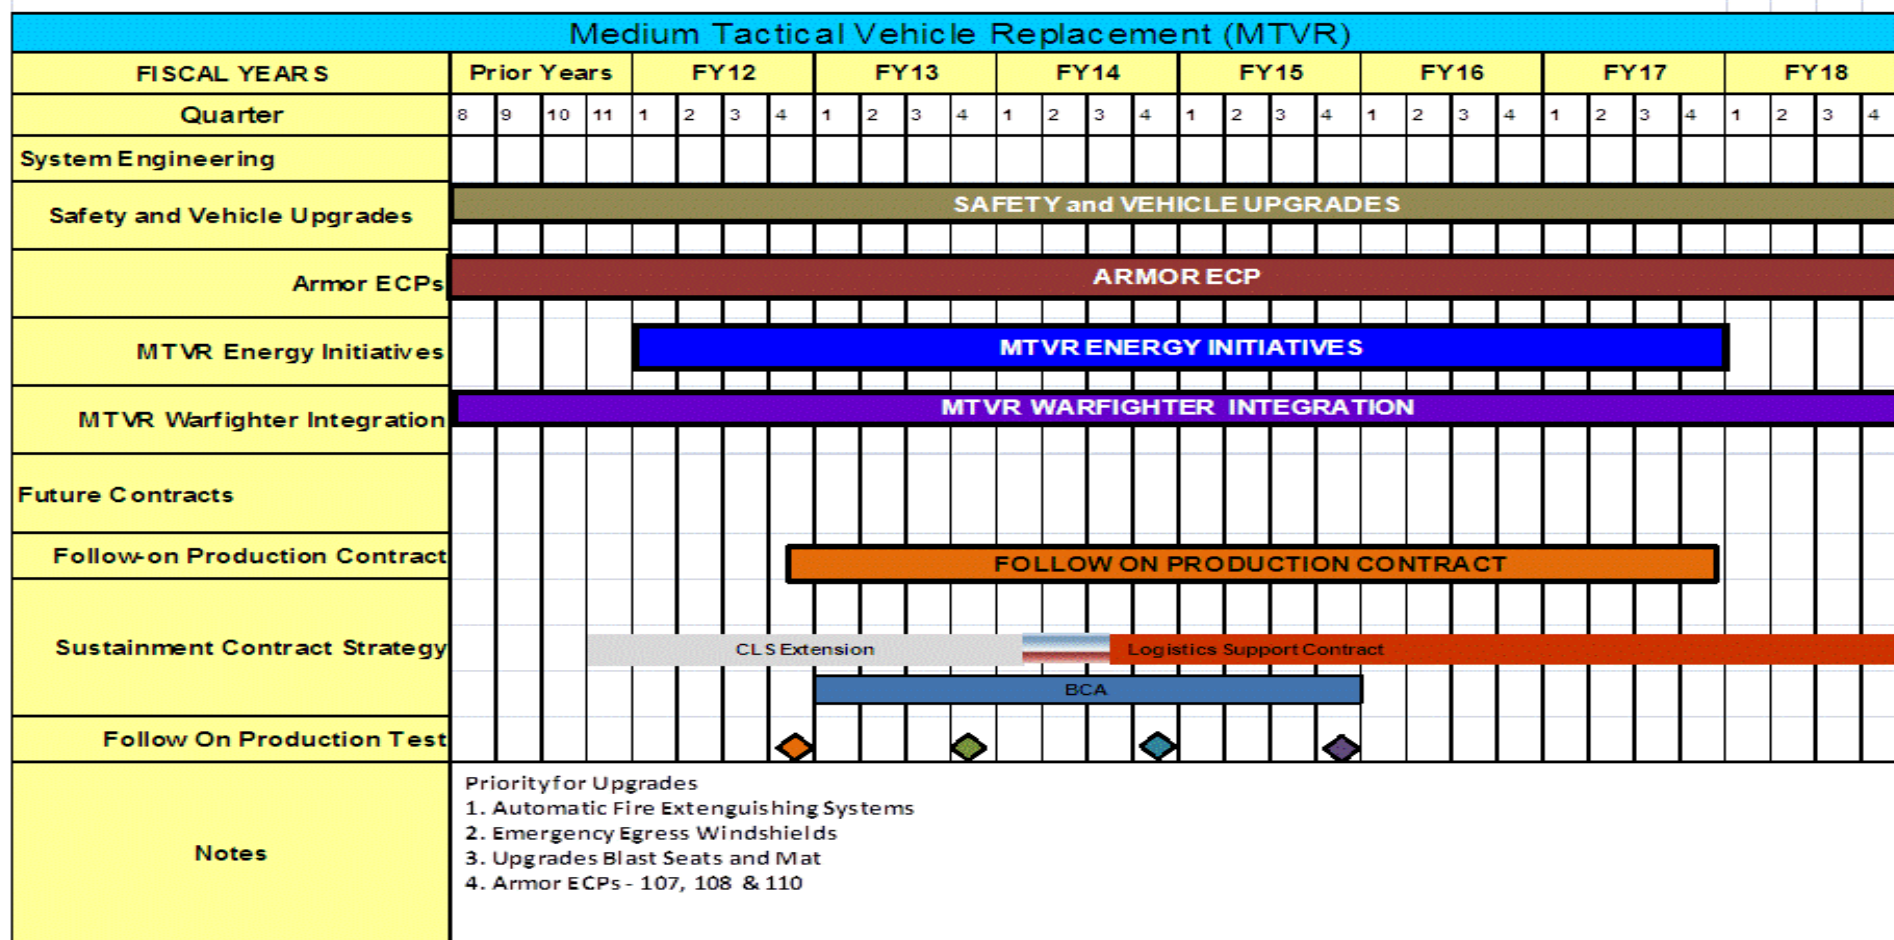 Medium Tactical Vehicle Replacement (MTVR)
FISCAL YEARS Prior Years FY12 FY13 FY14 FY15 FY16 FY17 FY18
Quarter 8 9 10 11 1 2 3 4 1 2 3 4 1 2 3 4 1 2 3 4 1 2 3 4 1 2 3 4 1 2 3 4
System Engineering
Safety and Vehicle Upgrades SAFETY and VEHICLE UPGRADES
Armor ECPs ARMOR ECP
MTVR Energy Initiatives MTVR ENERGY INITIATIVES
MTVR Warfighter Integration MTVR WARFIGHTER INTEGRATION
Future Contracts
Follow-on Production Contract FOLLOW ON PRODUCTION CONTRACT
Sustainment Contract Strategy CLS Extension Logistics Support Contract
BCA
Follow On Production Test
Notes
Priority for Upgrades
1. Automatic Fire Extenguishing Systems
2. Emergency Egress Windshields
3. Upgrades Blast Seats and Mat
4. Armor ECPs - 107, 108 & 110